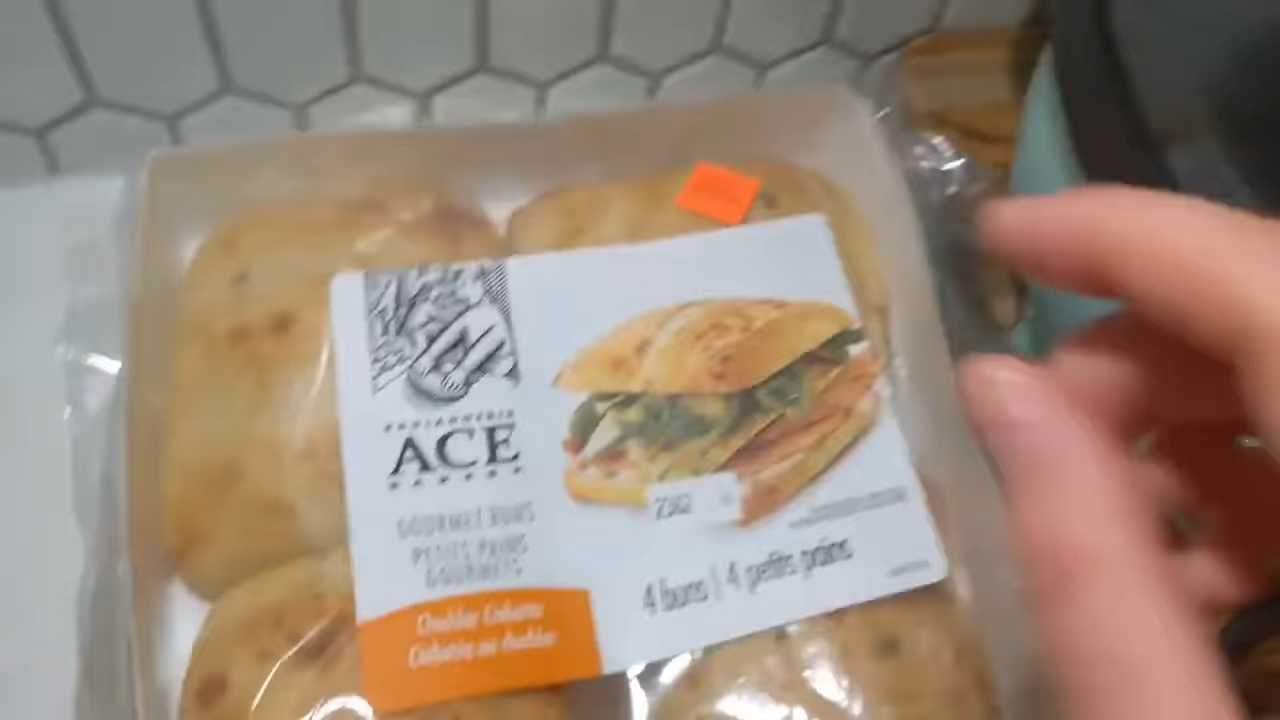 BOULANGERIE
ACE
BAKERY
GOURMET BUNS
PETITS PAINS
GOURMETS
Cheddar Ciabatta
Ciabatta au cheddar
4 buns | 4 petits pains